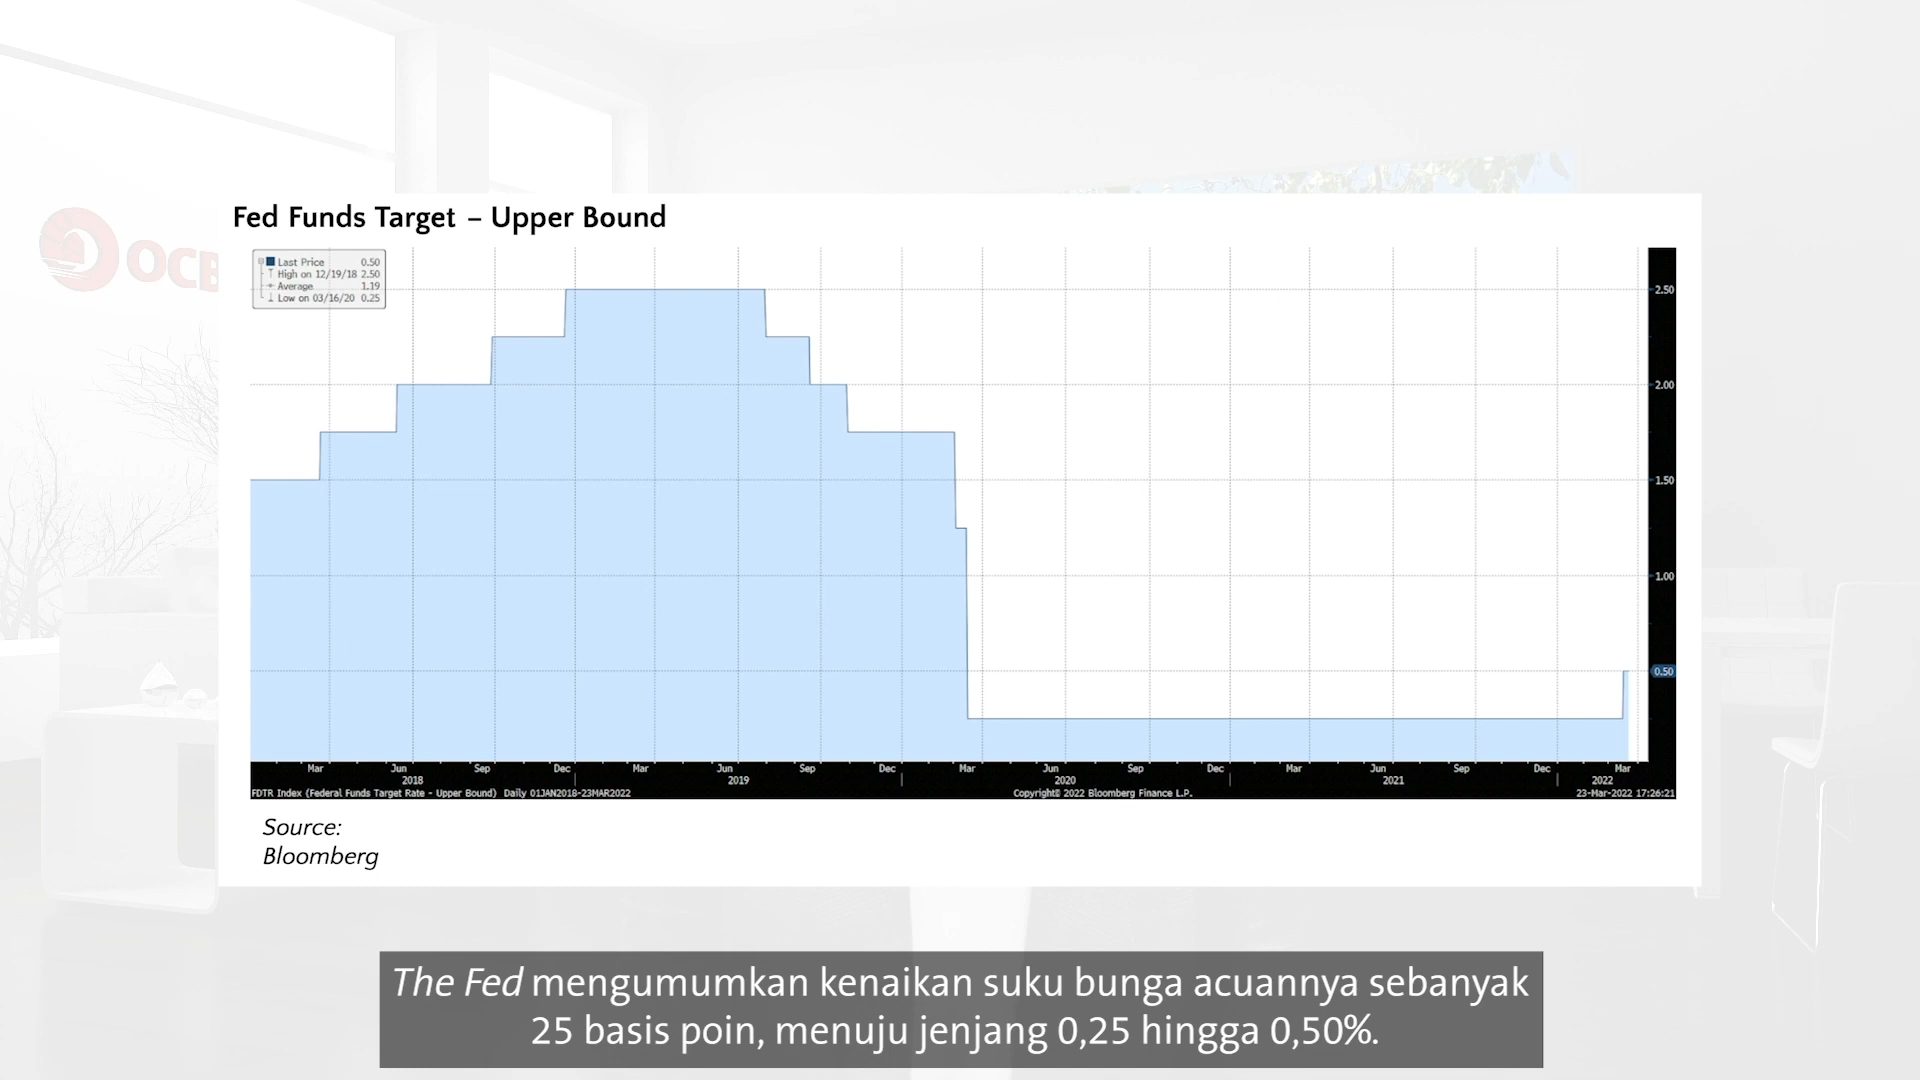 Fed Funds Target – Upper Bound
OCB
Last Price 0.50
High on 12/19/18 2.50
Average 1.19
Low on 03/16/20 0.25
2.50
2.00
1.50
1.00
0.50
Mar Jun Sep Dec Mar Jun Sep Dec Mar Jun Sep Dec Mar Jun Sep Dec Mar
2018 2019 2020 2021 2022
FDTR Index (Federal Funds Target Rate - Upper Bound) Daily 01JAN2018-23MAR2022 Copyright© 2022 Bloomberg Finance L.P. 23-Mar-2022 17:26:21
Source:
Bloomberg
The Fed mengumumkan kenaikan suku bunga acuannya sebanyak
25 basis poin, menuju jenjang 0,25 hingga 0,50%.